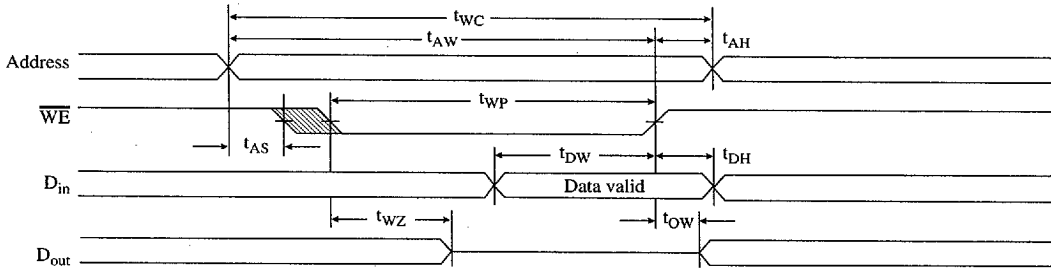 tWC
tAW
tAH
Address
WE
tWP
tAS
tDW
tDH
Din
Data valid
tWZ
tOW
Dout